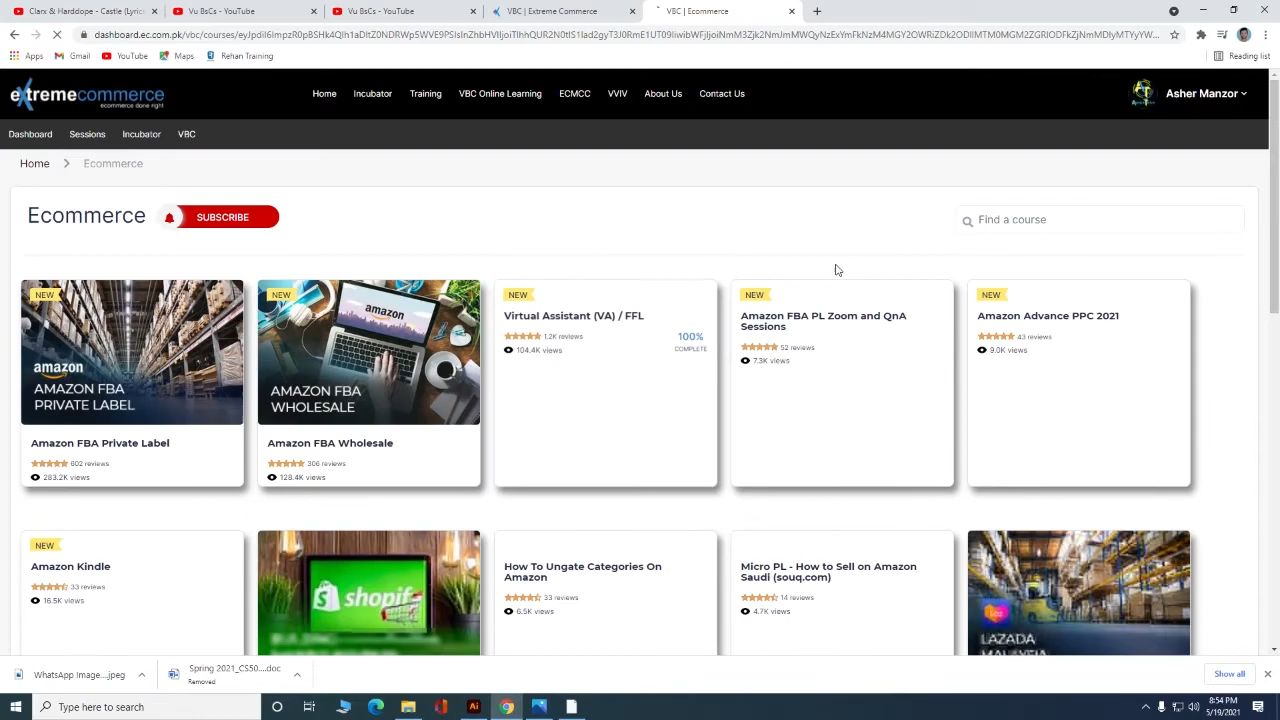 Clarx & Harddope - Castle (Lyric
Vu BsCs - YouTube
Vu BsCs - YouTube
VBC | Ecommerce
VBC | Ecommerce
Apps
Gmail
YouTube
Maps
Rehan Training
Reading list
extremecommerce
ecommerce done right
Home
Incubator
Training
VBC Online Learning
ECMCC
VVIV
About Us
Contact Us
Asher Manzor
Dashboard
Sessions
Incubator
VBC
Home
Ecommerce
Ecommerce
SUBSCRIBE
Find a course
NEW
amazon
AMAZON FBA
PRIVATE LABEL
Amazon FBA Private Label
602 reviews
283.2K views
NEW
amazon
AMAZON FBA
WHOLESALE
Amazon FBA Wholesale
306 reviews
128.4K views
NEW
Virtual Assistant (VA) / FFL
1.2K reviews
104.4K views
100%
COMPLETE
NEW
Amazon FBA PL Zoom and QnA
Sessions
52 reviews
7.3K views
NEW
Amazon Advance PPC 2021
43 reviews
9.0K views
NEW
Amazon Kindle
33 reviews
16.5K views
shopif
How To Ungate Categories On
Amazon
33 reviews
6.5K views
Micro PL - How to Sell on Amazon
Saudi (souq.com)
14 reviews
4.7K views
LAZADA
MALAYSIA
WhatsApp Image....jpeg
Spring 2021_CS50....doc
Removed
Show all
Type here to search
8:54 PM
5/19/2021